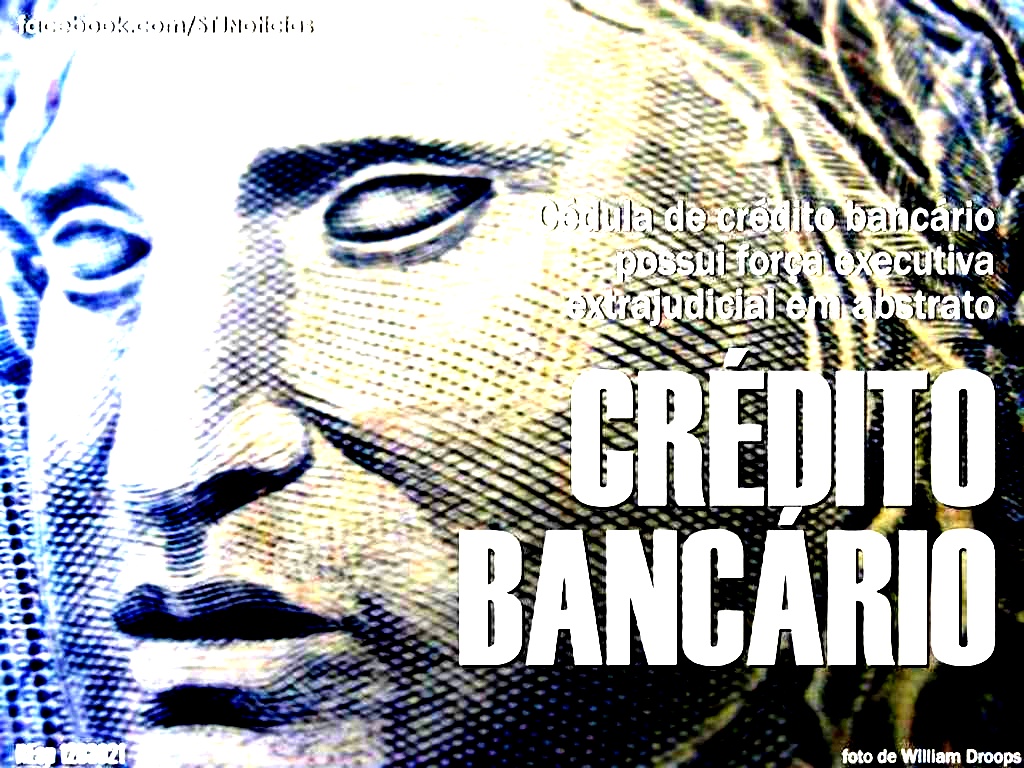 facebook.com/STJNoticias
Cédula de crédito bancário
possui força executiva
extrajudicial em abstrato
CRÉDITO
BANCÁRIO
foto de William Droops